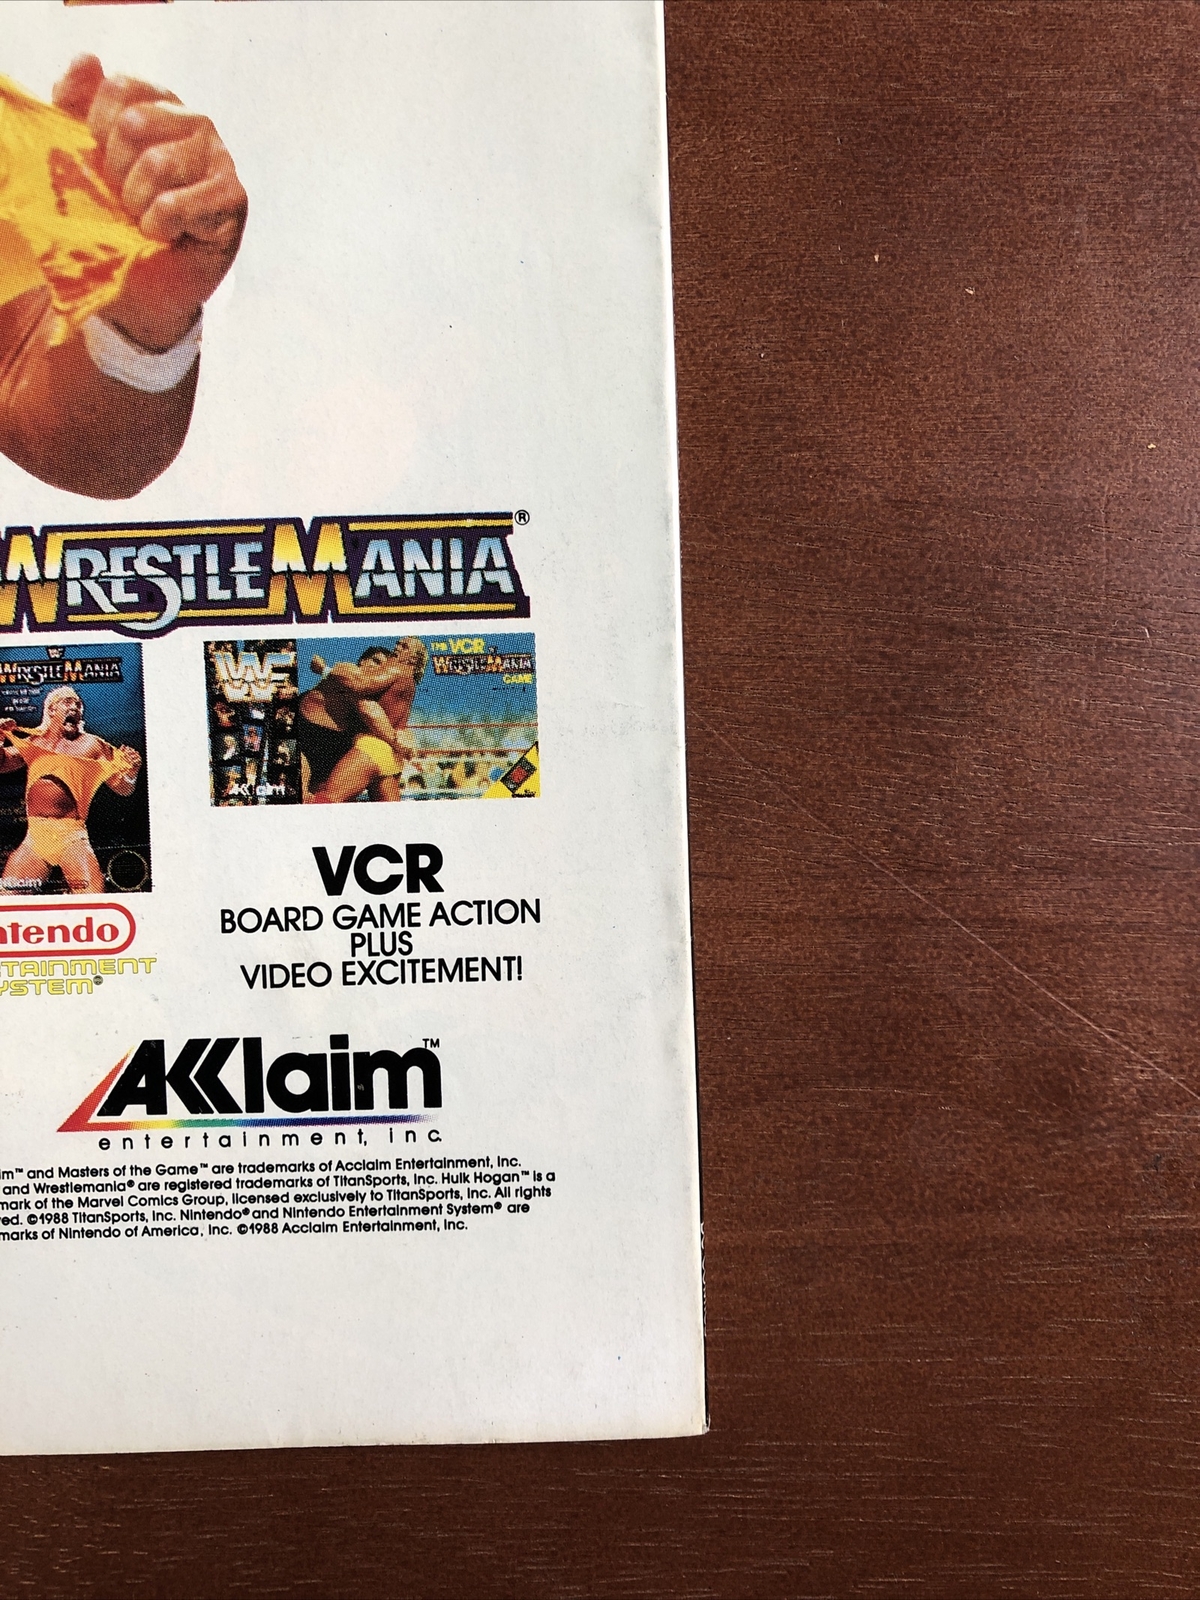 WRESTLEMANIA®
WF
WRESTLEMANIA
WWF
THE VCR
WRESTLEMANIA
GAME
AKKlaim
VCR
BOARD GAME ACTION
PLUS
VIDEO EXCITEMENT!
ntendo
TAINMENT
YSTEM®
AKKlaim™
entertainment, inc.
im™ and Masters of the Game™ are trademarks of Acclaim Entertainment, Inc.
and Wrestlemania® are registered trademarks of TitanSports, Inc. Hulk Hogan™ is a
mark of the Marvel Comics Group, licensed exclusively to TitanSports, Inc. All rights
ved. ©1988 TitanSports, Inc. Nintendo® and Nintendo Entertainment System® are
marks of Nintendo of America, Inc. ©1988 Acclaim Entertainment, Inc.